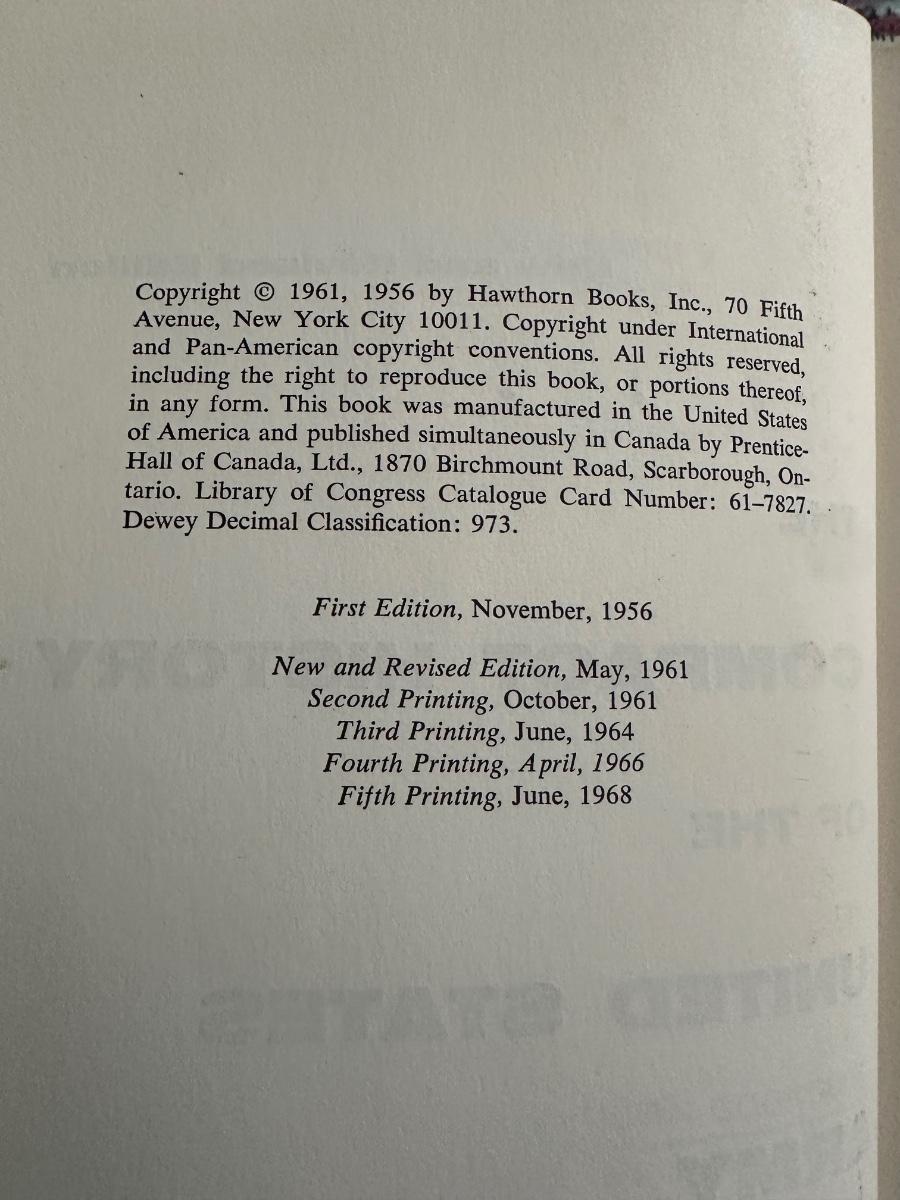 Copyright © 1961, 1956 by Hawthorn Books, Inc., 70 Fifth
Avenue, New York City 10011. Copyright under International
and Pan-American copyright conventions. All rights reserved,
including the right to reproduce this book, or portions thereof,
in any form. This book was manufactured in the United States
of America and published simultaneously in Canada by Prentice-
Hall of Canada, Ltd., 1870 Birchmount Road, Scarborough, On-
tario. Library of Congress Catalogue Card Number: 61–7827.
Dewey Decimal Classification: 973.
First Edition, November, 1956
New and Revised Edition, May, 1961
Second Printing, October, 1961
Third Printing, June, 1964
Fourth Printing, April, 1966
Fifth Printing, June, 1968
OF THE
UNITED STATES